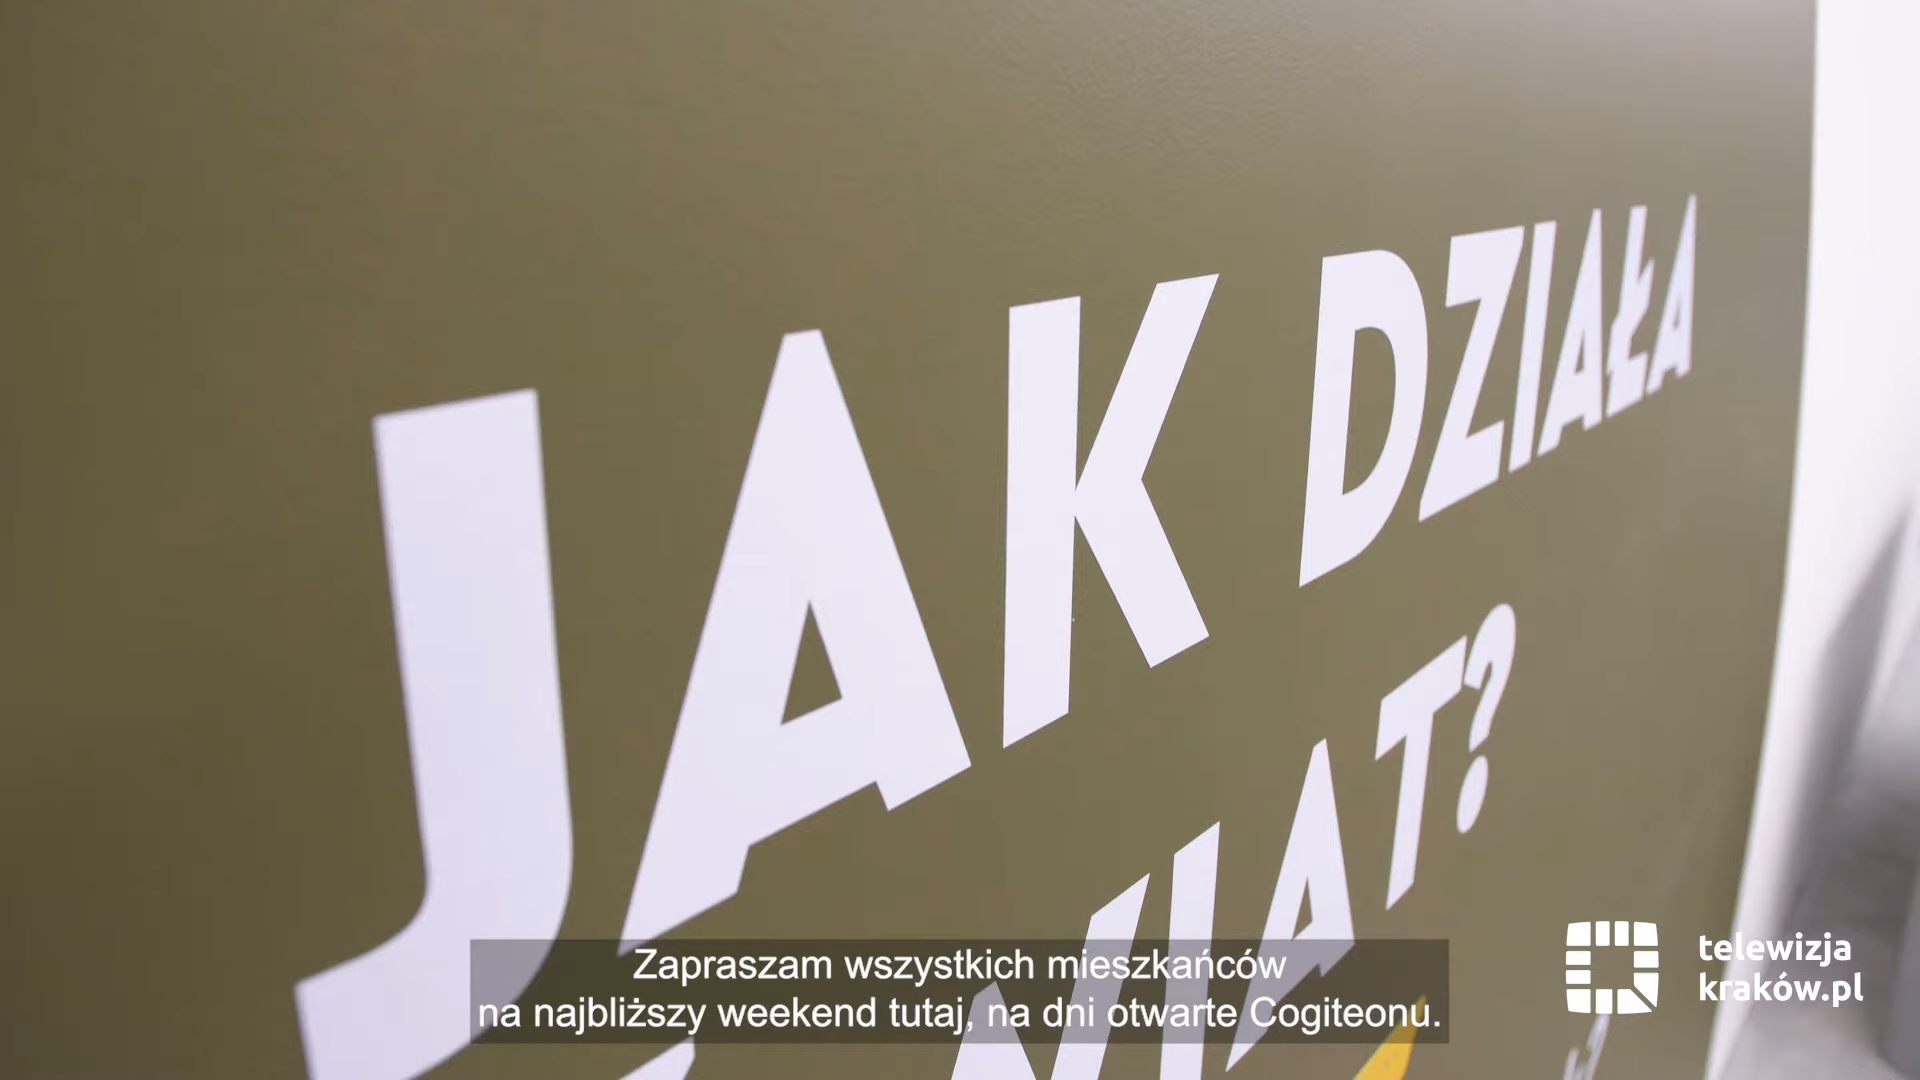 JAK DZIAŁA
Zapraszam wszystkich mieszkańców
na najbliższy weekend tutaj, na dni otwarte Cogiteonu.
telewizja
kraków.pl